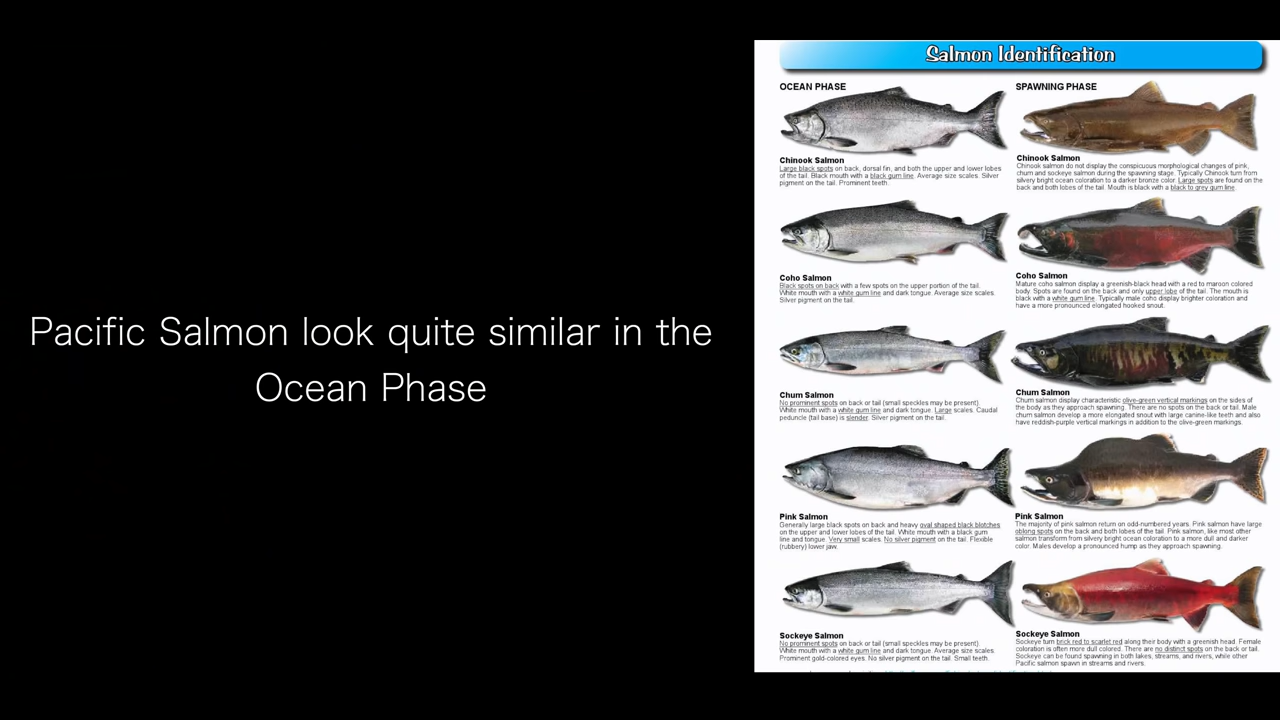 Pacific Salmon look quite similar in the
Ocean Phase
Salmon Identification
OCEAN PHASE
Chinook Salmon
Large black spots on back, dorsal fin, and both the upper and lower lobes
of the tail. Black mouth with a black gum line. Average size scales. Silver
pigment on the tail. Prominent teeth.
Coho Salmon
Black spots on back with a few spots on the upper portion of the tail.
White mouth with a white gum line and dark tongue. Average size scales.
Silver pigment on the tail.
Chum Salmon
No prominent spots on back or tail (small speckles may be present).
White mouth with a white gum line and dark tongue. Large scales. Caudal
peduncle (tail base) is slender. Silver pigment on the tail.
Pink Salmon
Generally large black spots on back and heavy oval shaped black blotches
on the upper and lower lobes of the tail. White mouth with a black gum
line and tongue. Very small scales. No silver pigment on the tail. Flexible
(rubbery) lower jaw.
Sockeye Salmon
No prominent spots on back or tail (small speckles may be present).
White mouth with a white gum line and dark tongue. Average size scales.
Prominent gold-colored eyes. No silver pigment on the tail. Small teeth.
SPAWNING PHASE
Chinook Salmon
Chinook salmon do not display the conspicuous morphological changes of pink,
chum and sockeye salmon during the spawning stage. Typically Chinook turn from
silvery bright ocean coloration to a darker bronze color. Large spots are found on the
back and both lobes of the tail. Mouth is black with a black to grey gum line.
Coho Salmon
Mature coho salmon display a greenish-black head with a red to maroon colored
body. Spots are found on the back and only upper lobe of the tail. The mouth is
black with a white gum line. Typically male coho display brighter coloration and
have a more pronounced elongated hooked snout.
Chum Salmon
Chum salmon display characteristic olive-green vertical markings on the sides of
the body as they approach spawning. There are no spots on the back or tail. Male
chum salmon develop a more elongated snout with large canine-like teeth and also
have reddish-purple vertical markings in addition to the olive-green markings.
Pink Salmon
The majority of pink salmon return on odd-numbered years. Pink salmon have large
oblong spots on the back and both lobes of the tail. Pink salmon, like most other
salmon transform from silvery bright ocean coloration to a more dull and darker
color. Males develop a pronounced hump as they approach spawning.
Sockeye Salmon
Sockeye turn brick red to scarlet red along their body with a greenish head. Female
coloration is often more dull colored. There are no distinct spots on the back or tail.
Sockeye can be found spawning in both lakes, streams, and rivers, while other
Pacific salmon spawn in streams and rivers.